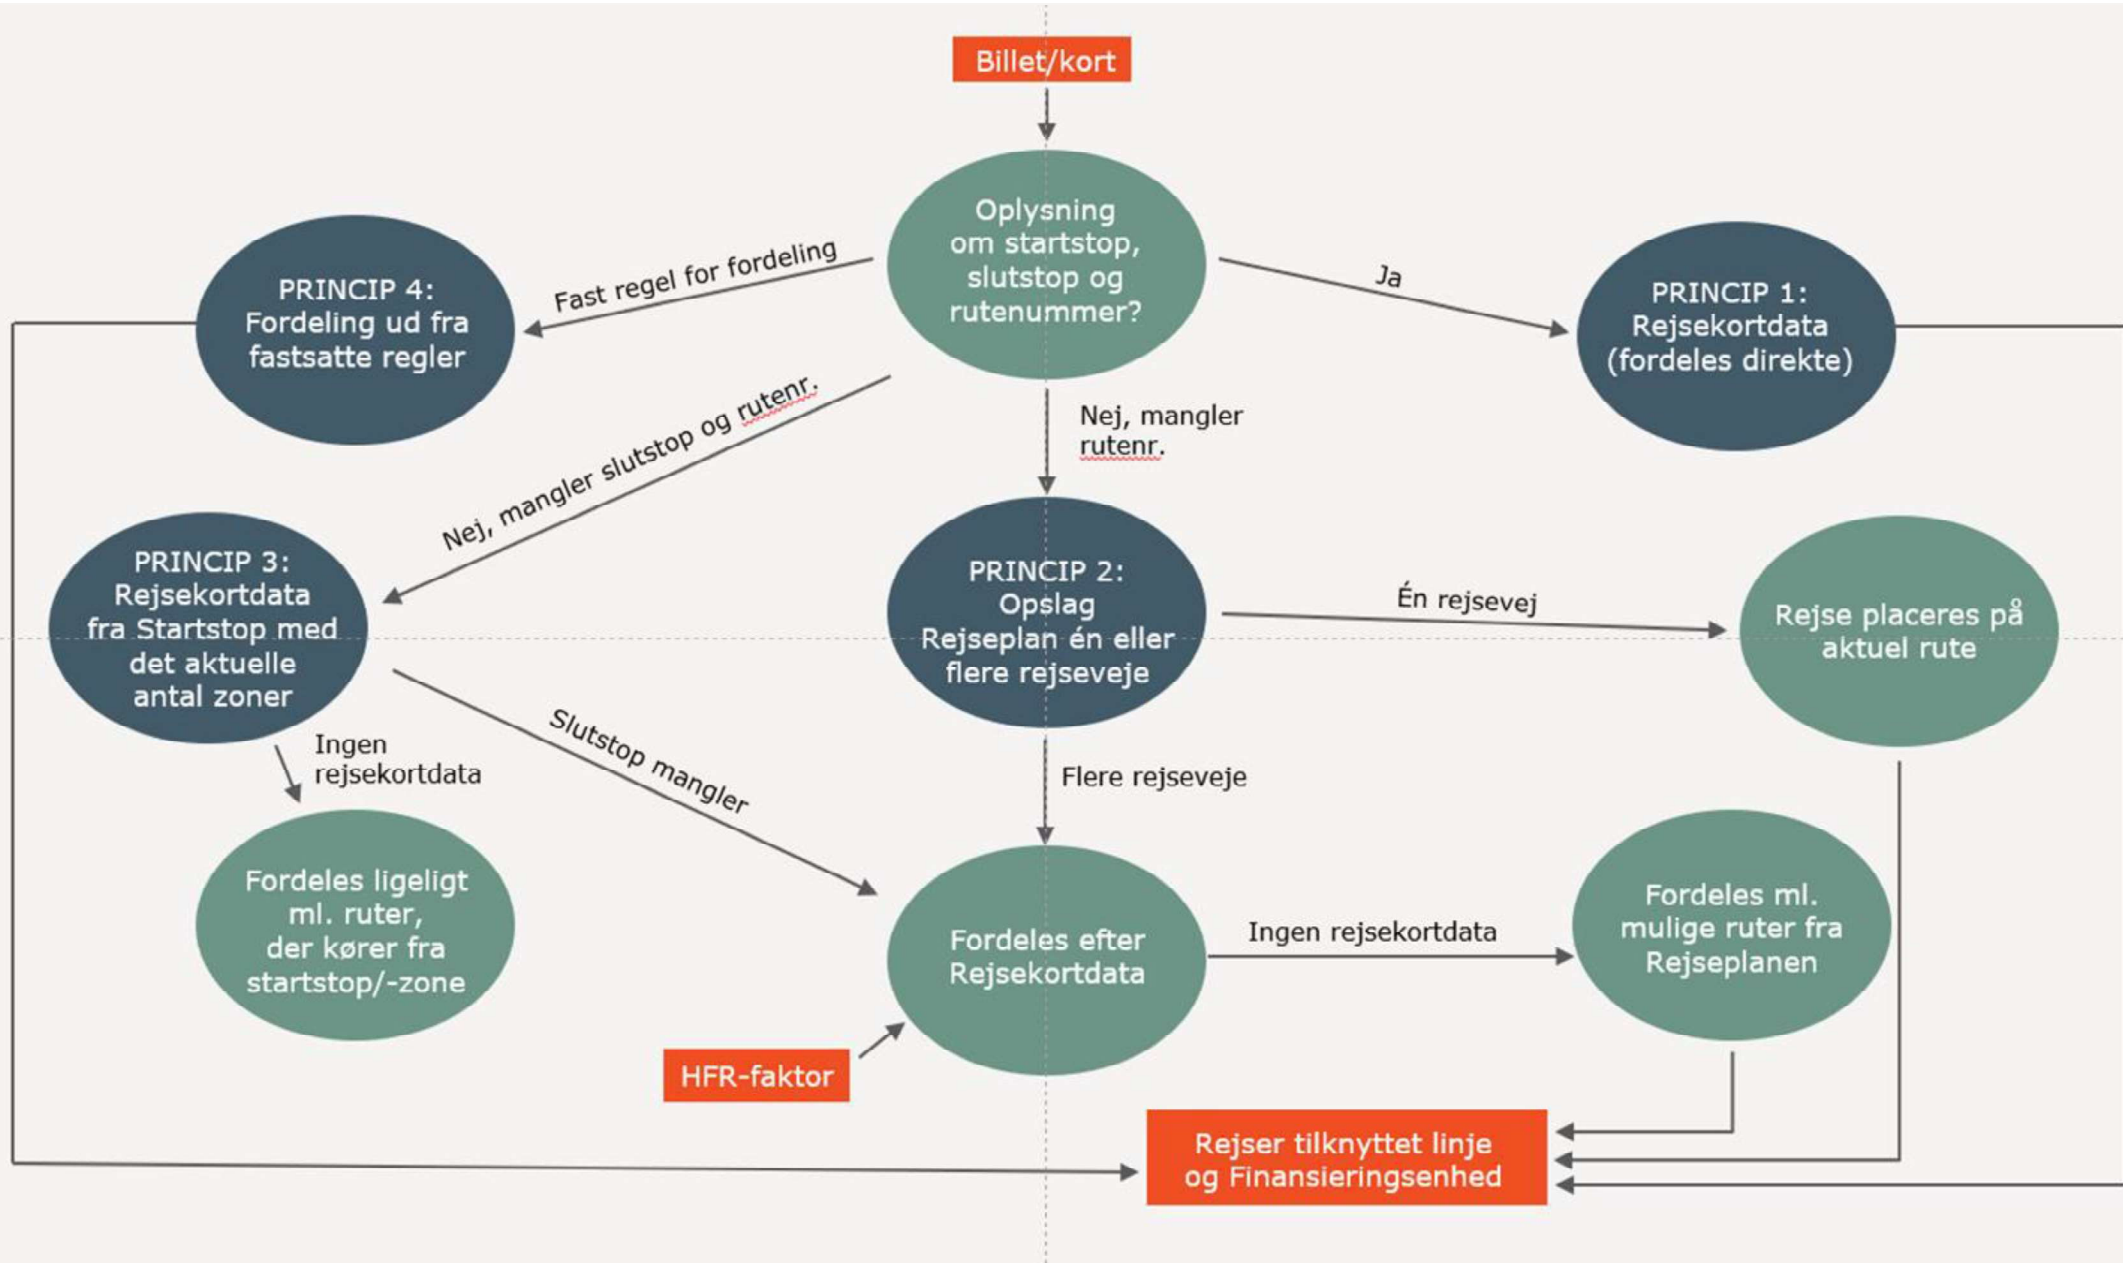 Billet/kort
Oplysning
om startstop,
slutstop og
rutenummer?
Fast regel for fordeling
Ja
PRINCIP 4:
Fordeling ud fra
fastsatte regler
PRINCIP 1:
Rejsekortdata
(fordeles direkte)
Nej, mangler slutstop og rutenr.
Nej, mangler
rutenr.
PRINCIP 3:
Rejsekortdata
fra Startstop med
det aktuelle
antal zoner
PRINCIP 2:
Opslag
Rejseplan én eller
flere rejseveje
Én rejsevej
Rejse placeres på
aktuel rute
Ingen
rejsekortdata
Slutstop mangler
Flere rejseveje
Fordeles ligeligt
ml. ruter,
der kører fra
startstop/-zone
Fordeles efter
Rejsekortdata
Ingen rejsekortdata
Fordeles ml.
mulige ruter fra
Rejseplanen
HFR-faktor
Rejser tilknyttet linje
og Finansieringsenhed